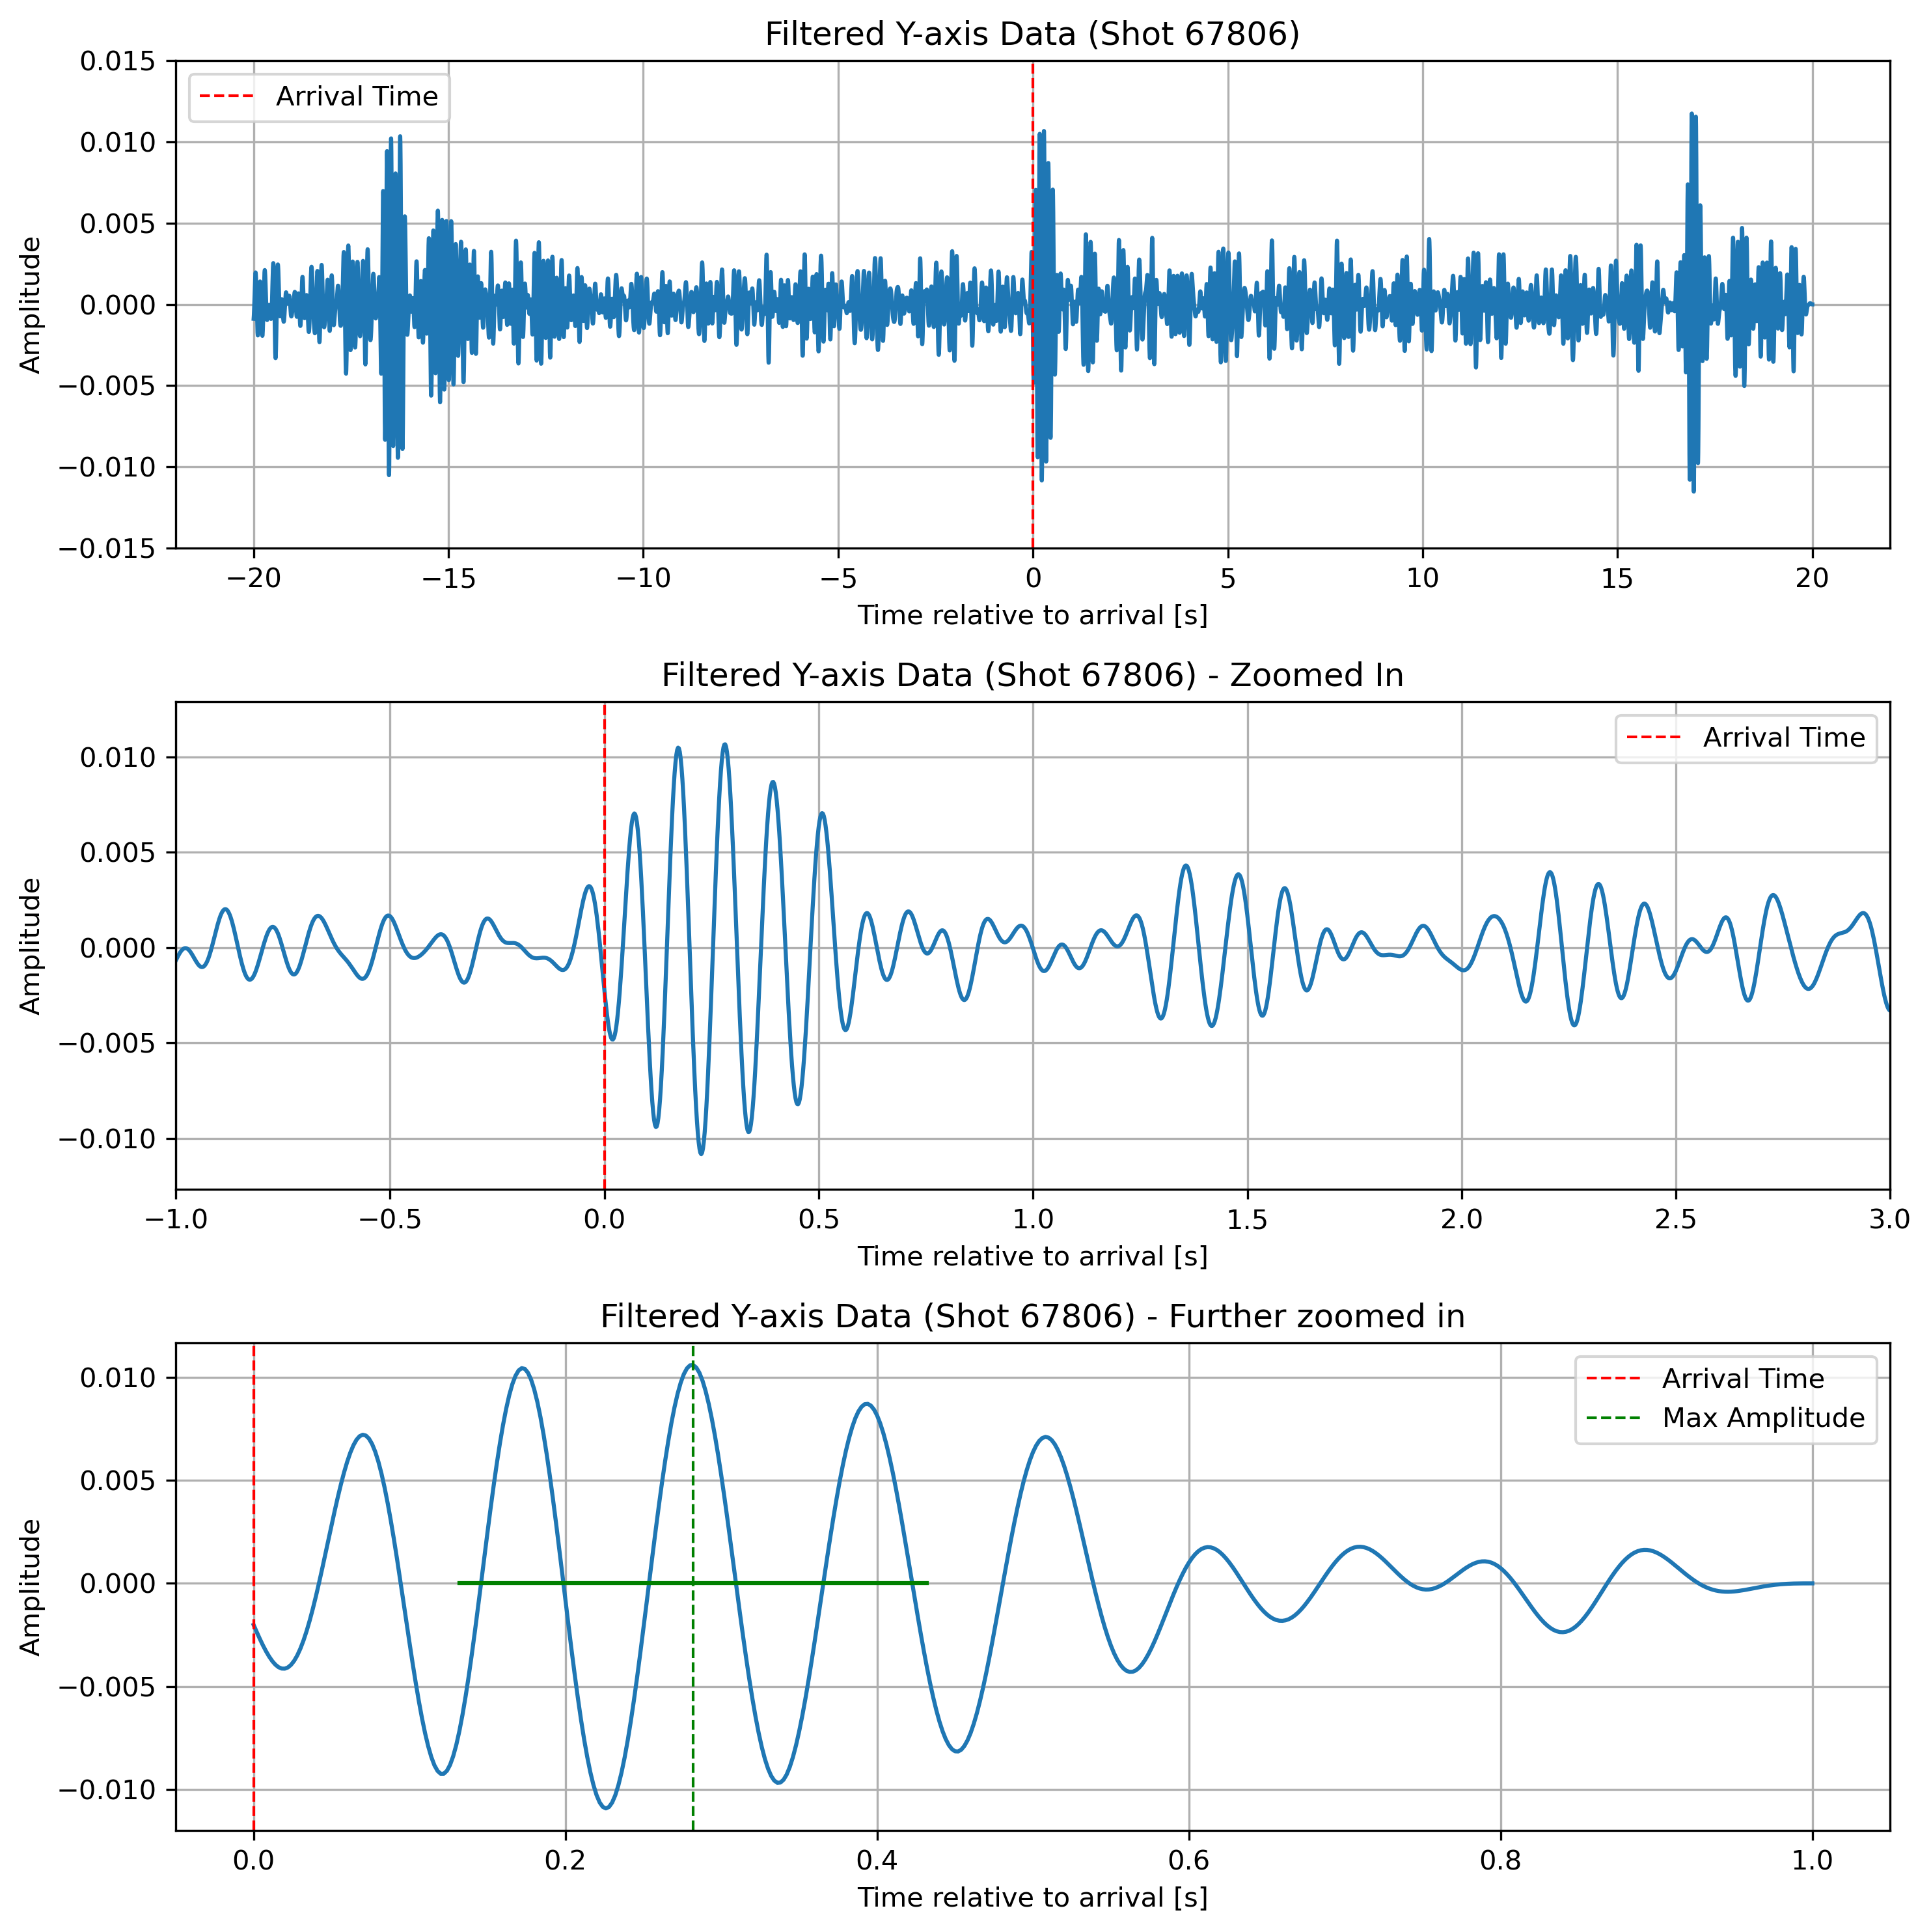 Filtered Y-axis Data (Shot 67806)
0.015
0.010
0.005
0.000
−0.005
−0.010
−0.015
Amplitude
Arrival Time
−20 −15 −10 −5 0 5 10 15 20
Time relative to arrival [s]
Filtered Y-axis Data (Shot 67806) - Zoomed In
0.010
0.005
0.000
−0.005
−0.010
Amplitude
Arrival Time
−1.0 −0.5 0.0 0.5 1.0 1.5 2.0 2.5 3.0
Time relative to arrival [s]
Filtered Y-axis Data (Shot 67806) - Further zoomed in
0.010
0.005
0.000
−0.005
−0.010
Amplitude
Arrival Time
Max Amplitude
0.0 0.2 0.4 0.6 0.8 1.0
Time relative to arrival [s]